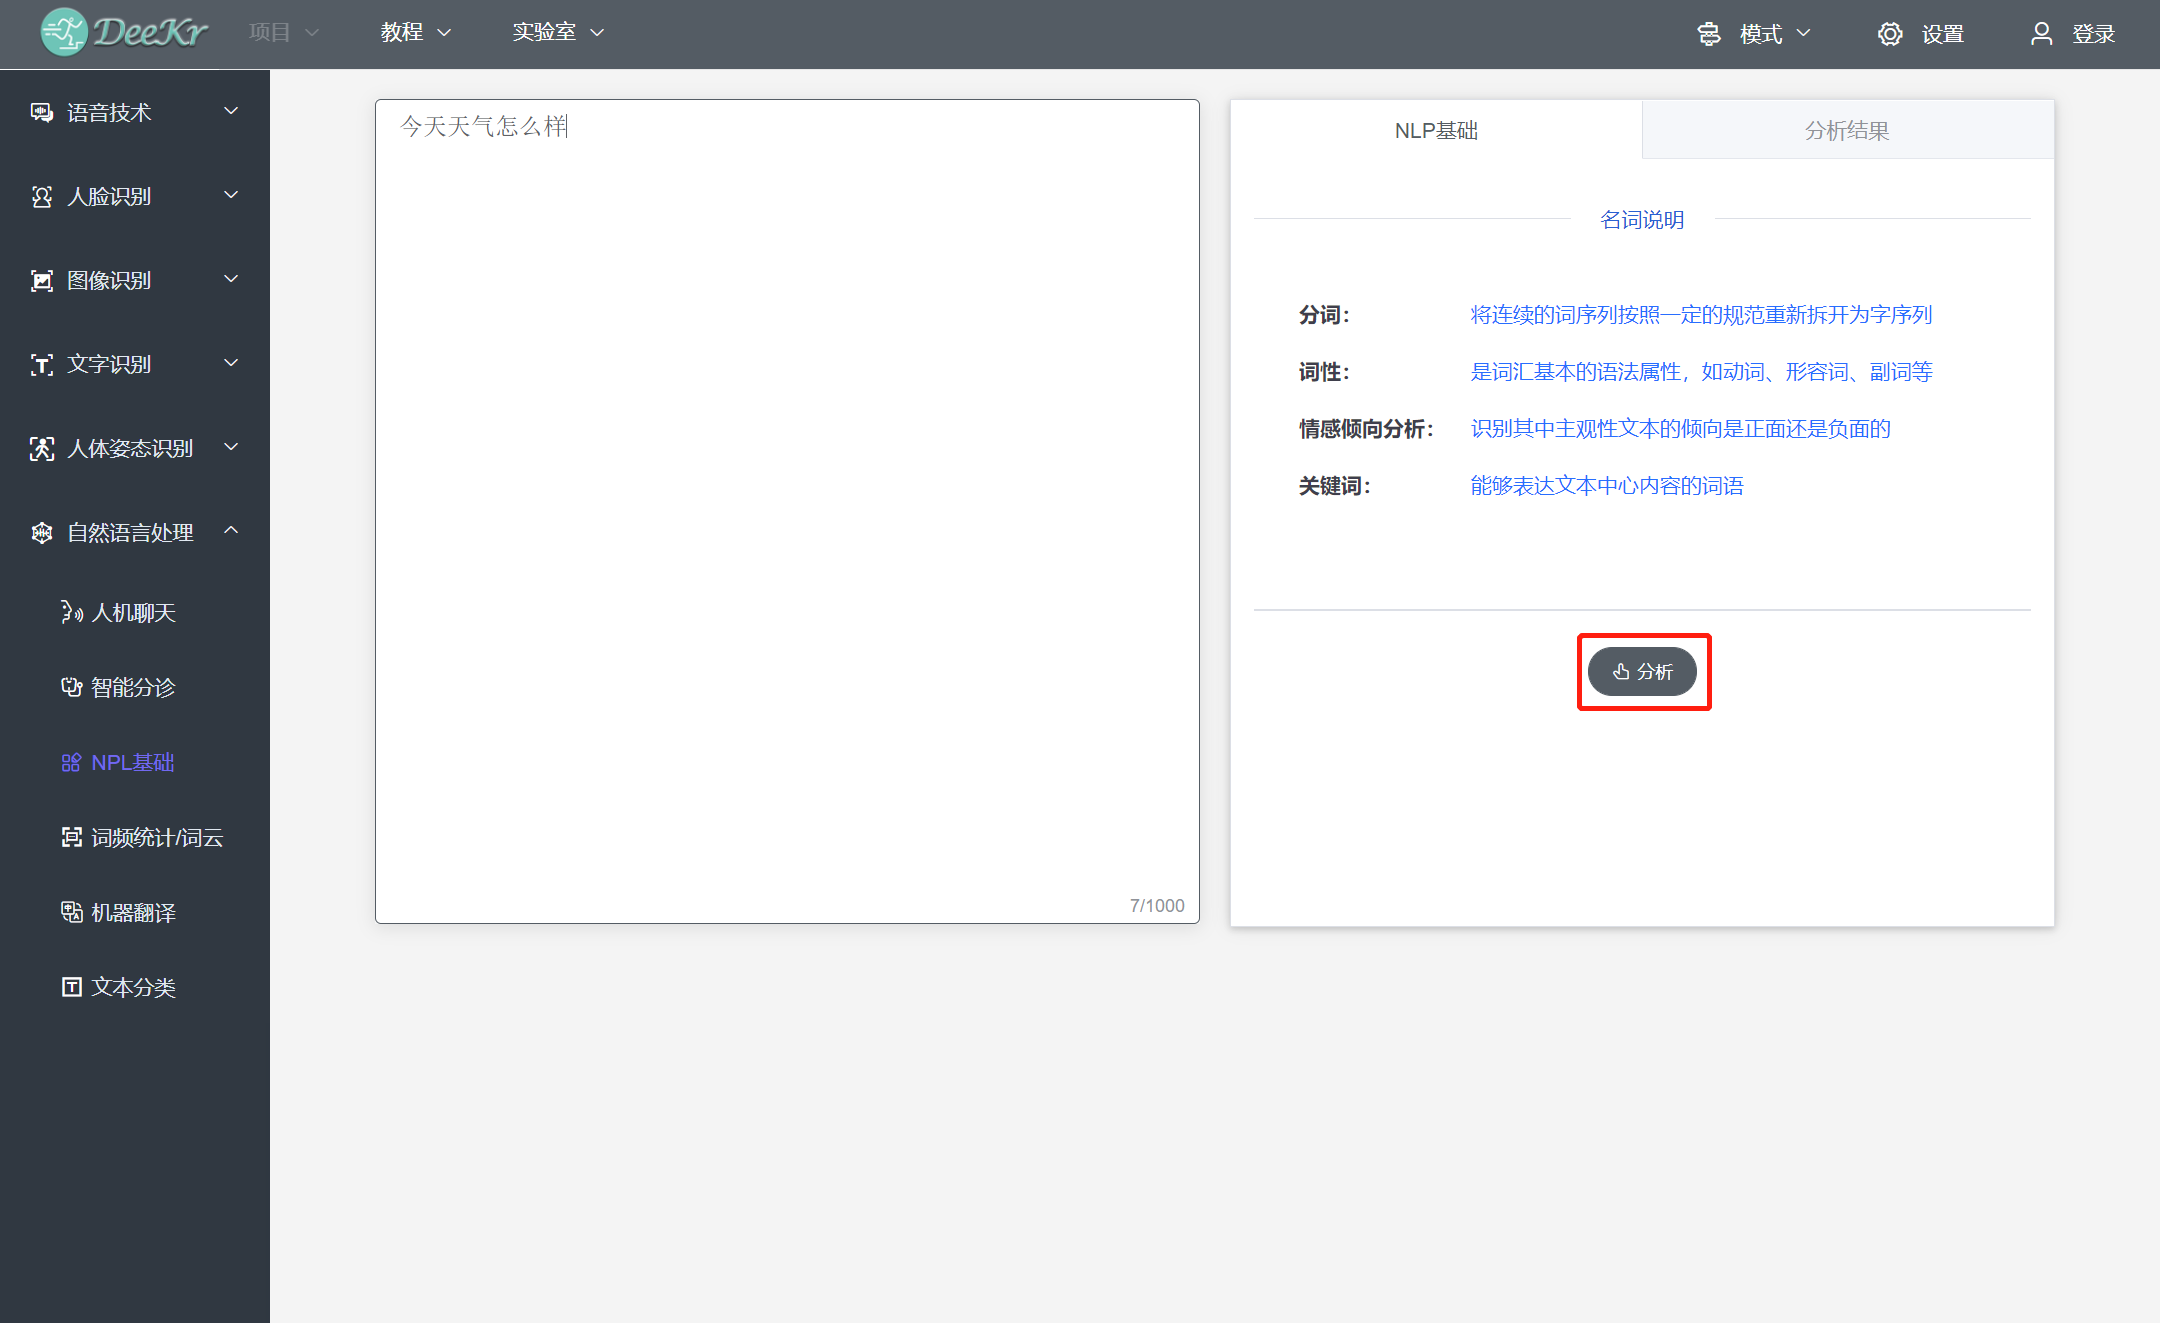 DeeKr
项目
教程
实验室
模式
设置
登录
语音技术
人脸识别
图像识别
文字识别
人体姿态识别
自然语言处理
人机聊天
智能分诊
NPL基础
词频统计/词云
机器翻译
文本分类
今天天气怎么样
7/1000
NLP基础
分析结果
名词说明
分词： 将连续的词序列按照一定的规范重新拆开为字序列
词性： 是词汇基本的语法属性，如动词、形容词、副词等
情感倾向分析： 识别其中主观性文本的倾向是正面还是负面的
关键词： 能够表达文本中心内容的词语
分析